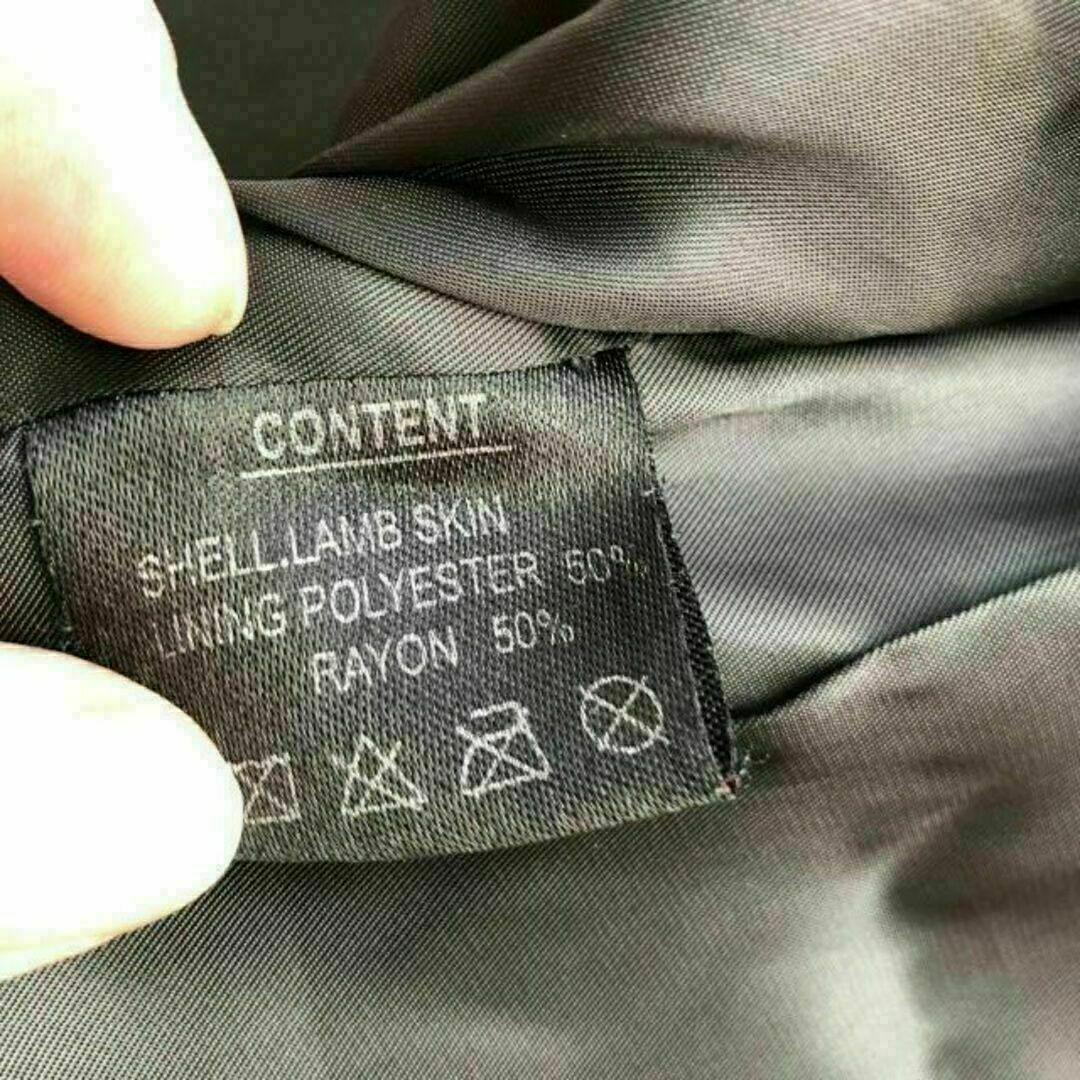 CONTENT
SHELL.LAMB SKIN
LINING POLYESTER 50%
RAYON 50%